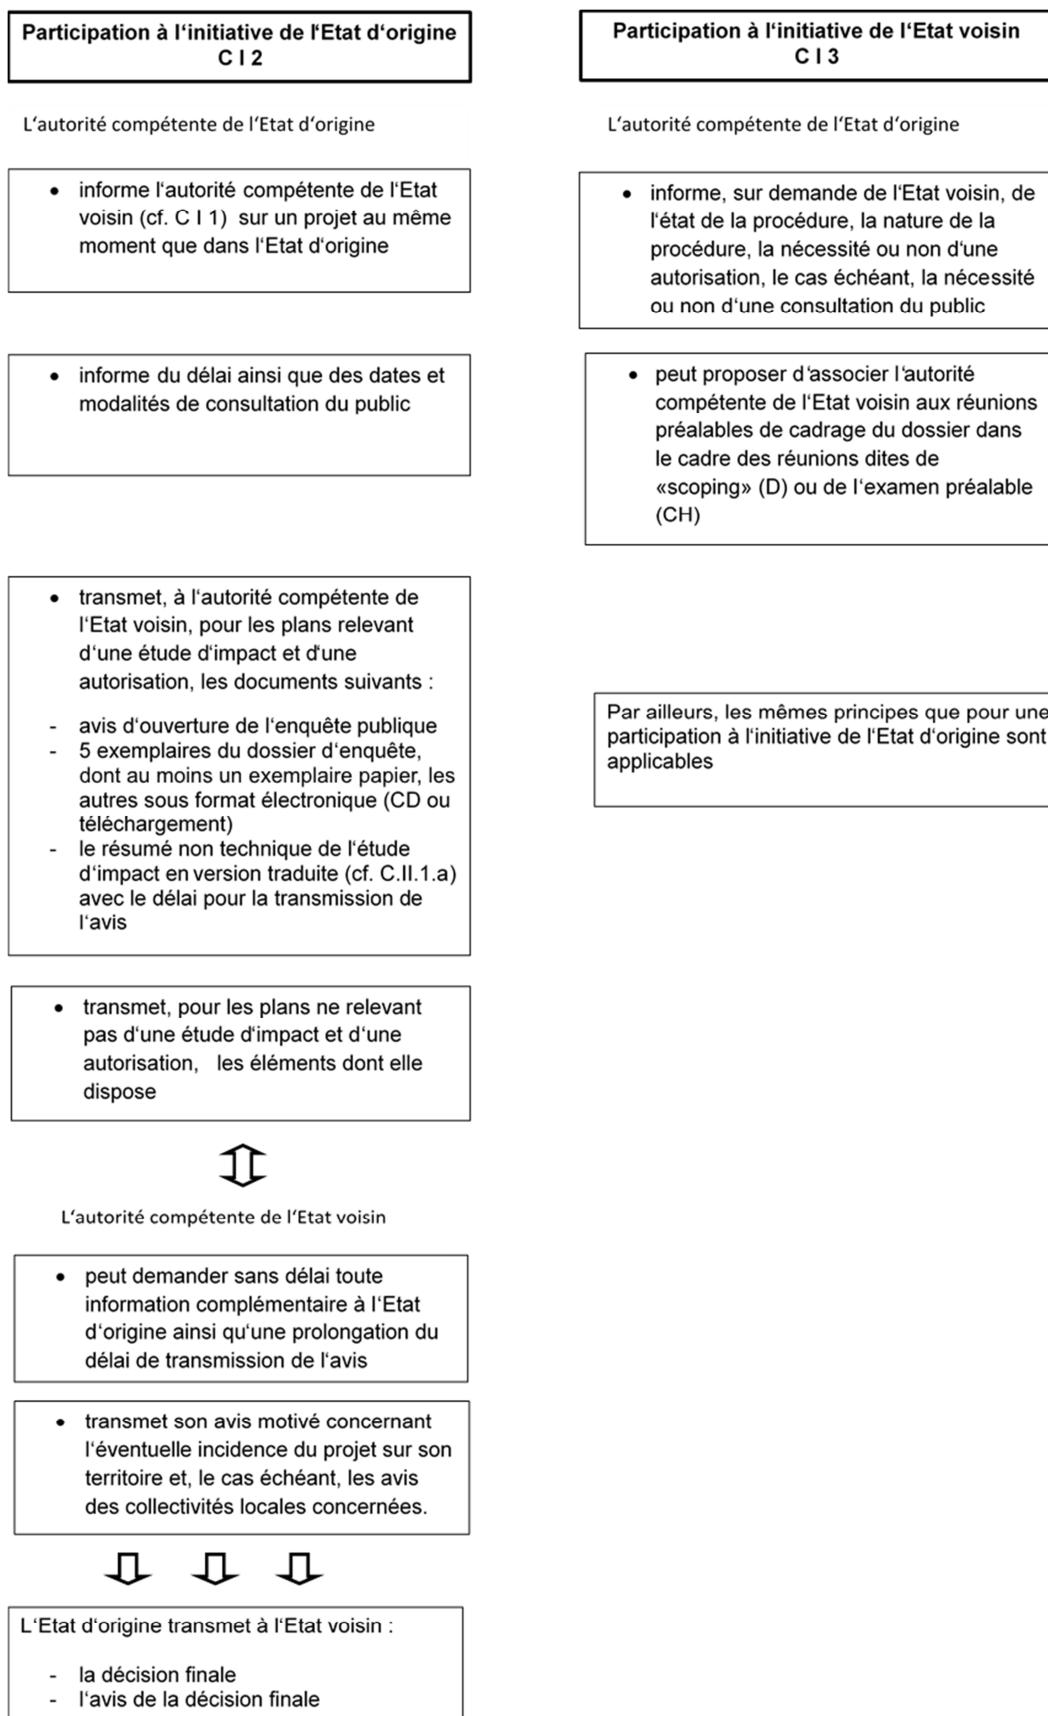 Participation à l‘initiative de l‘Etat d‘origine
C I 2
L‘autorité compétente de l‘Etat d‘origine
• informe l‘autorité compétente de l‘Etat
voisin (cf. C I 1) sur un projet au même
moment que dans l‘Etat d‘origine
• informe du délai ainsi que des dates et
modalités de consultation du public
• transmet, à l‘autorité compétente de
l‘Etat voisin, pour les plans relevant
d‘une étude d‘impact et d‘une
autorisation, les documents suivants :
- avis d‘ouverture de l‘enquête publique
- 5 exemplaires du dossier d‘enquête,
dont au moins un exemplaire papier, les
autres sous format électronique (CD ou
téléchargement)
- le résumé non technique de l‘étude
d‘impact en version traduite (cf. C.II.1.a)
avec le délai pour la transmission de
l‘avis
• transmet, pour les plans ne relevant
pas d‘une étude d‘impact et d‘une
autorisation, les éléments dont elle
dispose
L‘autorité compétente de l‘Etat voisin
• peut demander sans délai toute
information complémentaire à l‘Etat
d‘origine ainsi qu‘une prolongation du
délai de transmission de l‘avis
• transmet son avis motivé concernant
l‘éventuelle incidence du projet sur son
territoire et, le cas échéant, les avis
des collectivités locales concernées.
L‘Etat d‘origine transmet à l‘Etat voisin :
- la décision finale
- l‘avis de la décision finale
Participation à l‘initiative de l‘Etat voisin
C I 3
L‘autorité compétente de l‘Etat d‘origine
• informe, sur demande de l‘Etat voisin, de
l‘état de la procédure, la nature de la
procédure, la nécessité ou non d‘une
autorisation, le cas échéant, la nécessité
ou non d‘une consultation du public
• peut proposer d‘associer l‘autorité
compétente de l‘Etat voisin aux réunions
préalables de cadrage du dossier dans
le cadre des réunions dites de
«scoping» (D) ou de l‘examen préalable
(CH)
Par ailleurs, les mêmes principes que pour une
participation à l‘initiative de l‘Etat d‘origine sont
applicables